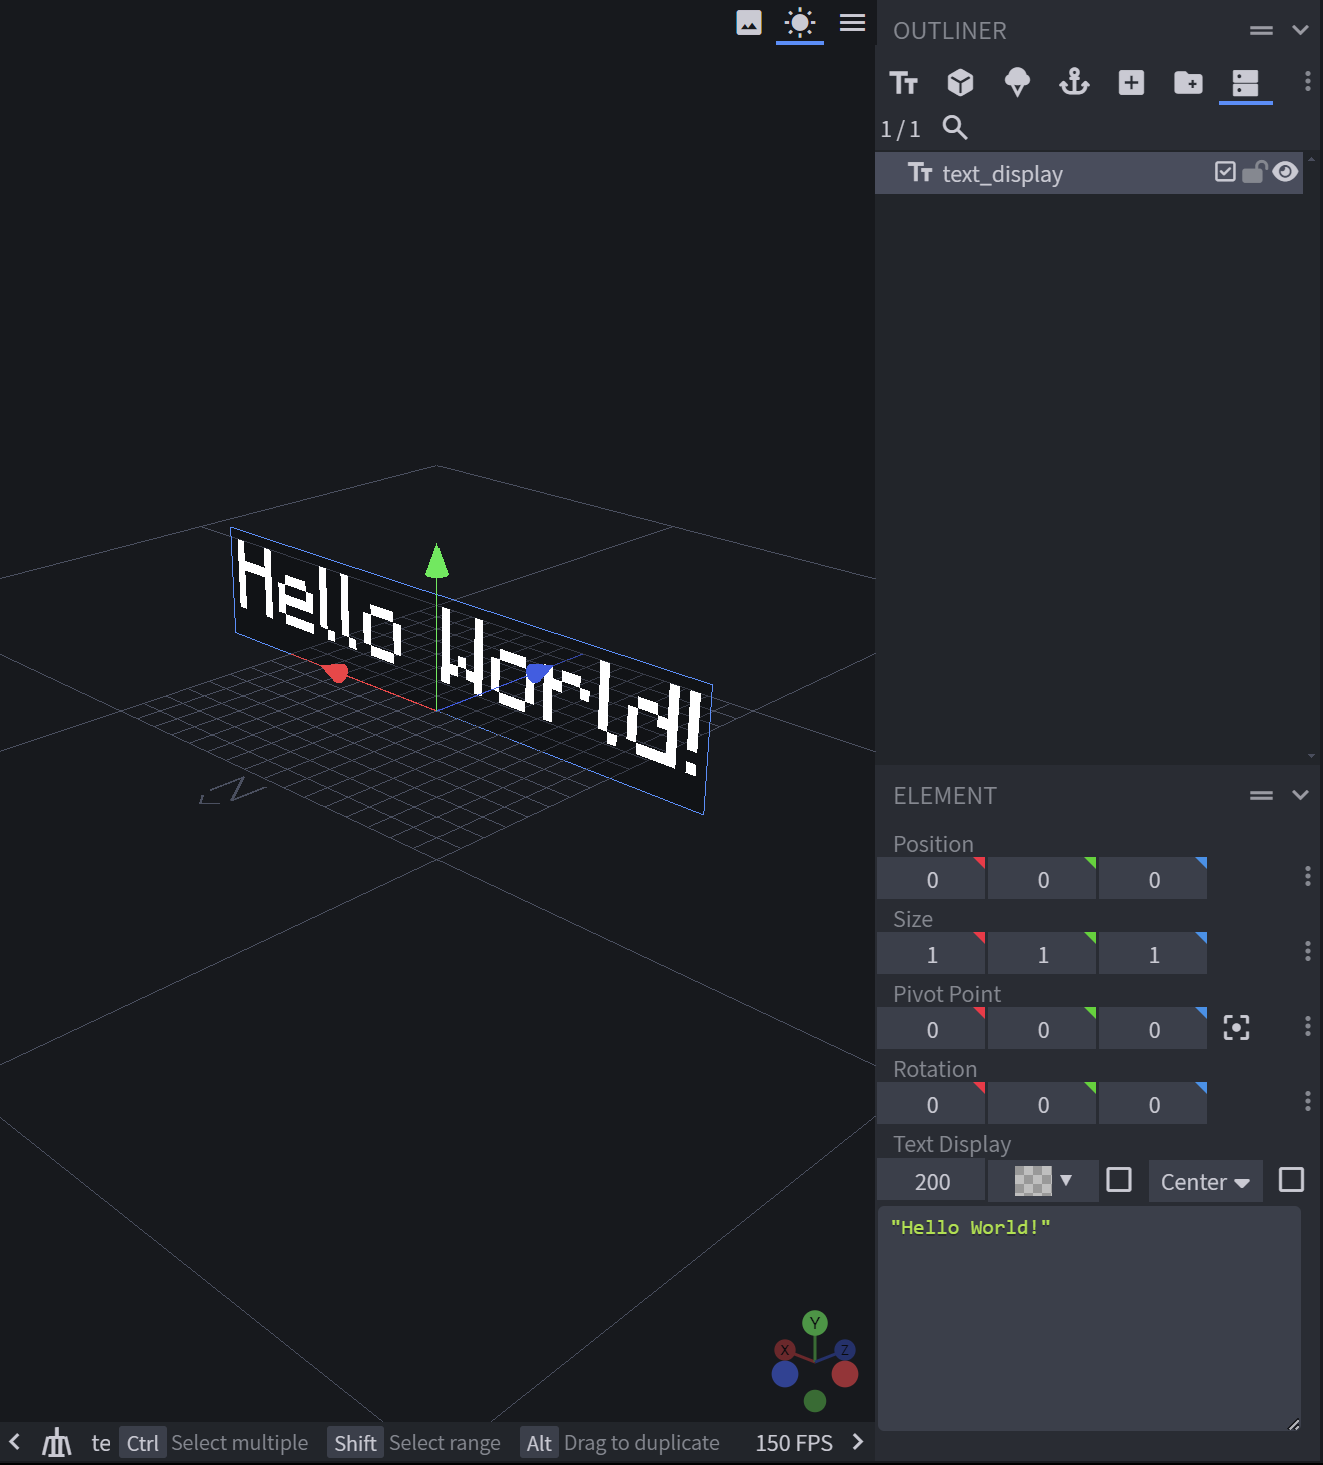 OUTLINER
1 / 1
text_display
Hello World!
N
ELEMENT
Position
0 0 0
Size
1 1 1
Pivot Point
0 0 0
Rotation
0 0 0
Text Display
200 Center
"Hello World!"
Y
X Z
te Ctrl Select multiple Shift Select range Alt Drag to duplicate 150 FPS